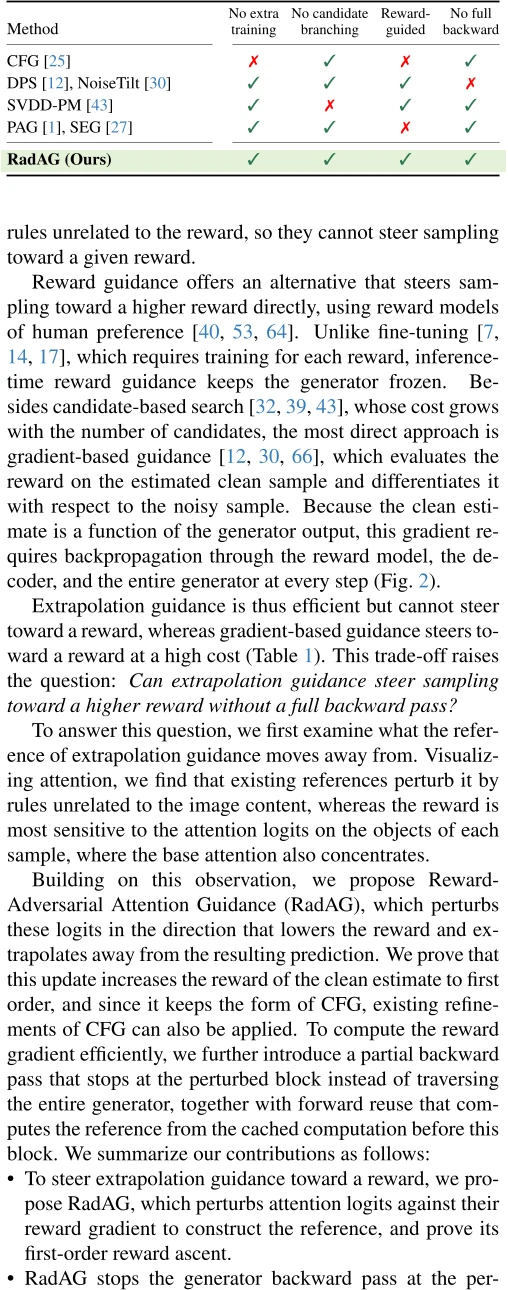 Method No extra training No candidate branching Reward-guided No full backward
CFG [25] ✗ ✓ ✗ ✓
DPS [12], NoiseTilt [30] ✓ ✓ ✓ ✗
SVDD-PM [43] ✓ ✗ ✓ ✓
PAG [1], SEG [27] ✓ ✓ ✗ ✓
RadAG (Ours) ✓ ✓ ✓ ✓
rules unrelated to the reward, so they cannot steer sampling
toward a given reward.
Reward guidance offers an alternative that steers sam-
pling toward a higher reward directly, using reward models
of human preference [40, 53, 64]. Unlike fine-tuning [7,
14, 17], which requires training for each reward, inference-
time reward guidance keeps the generator frozen. Be-
sides candidate-based search [32, 39, 43], whose cost grows
with the number of candidates, the most direct approach is
gradient-based guidance [12, 30, 66], which evaluates the
reward on the estimated clean sample and differentiates it
with respect to the noisy sample. Because the clean esti-
mate is a function of the generator output, this gradient re-
quires backpropagation through the reward model, the de-
coder, and the entire generator at every step (Fig. 2).
Extrapolation guidance is thus efficient but cannot steer
toward a reward, whereas gradient-based guidance steers to-
ward a reward at a high cost (Table 1). This trade-off raises
the question: Can extrapolation guidance steer sampling
toward a higher reward without a full backward pass?
To answer this question, we first examine what the refer-
ence of extrapolation guidance moves away from. Visualiz-
ing attention, we find that existing references perturb it by
rules unrelated to the image content, whereas the reward is
most sensitive to the attention logits on the objects of each
sample, where the base attention also concentrates.
Building on this observation, we propose Reward-
Adversarial Attention Guidance (RadAG), which perturbs
these logits in the direction that lowers the reward and ex-
trapolates away from the resulting prediction. We prove that
this update increases the reward of the clean estimate to first
order, and since it keeps the form of CFG, existing refine-
ments of CFG can also be applied. To compute the reward
gradient efficiently, we further introduce a partial backward
pass that stops at the perturbed block instead of traversing
the entire generator, together with forward reuse that com-
putes the reference from the cached computation before this
block. We summarize our contributions as follows:
• To steer extrapolation guidance toward a reward, we pro-
pose RadAG, which perturbs attention logits against their
reward gradient to construct the reference, and prove its
first-order reward ascent.
• RadAG stops the generator backward pass at the per-